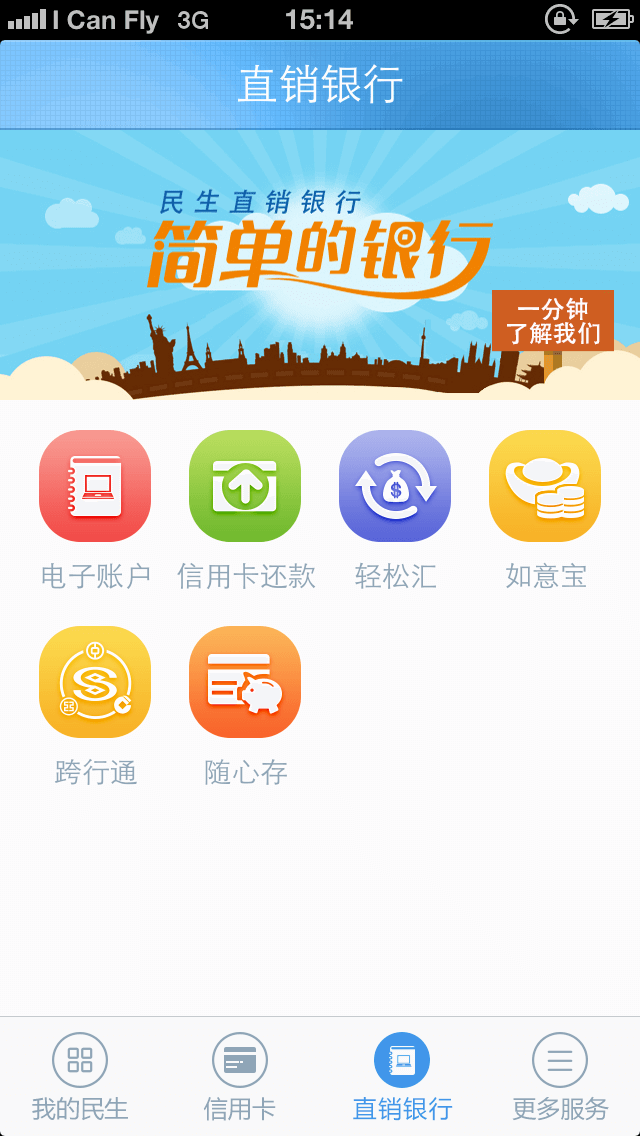 I Can Fly 3G 15:14
直销银行
民生直销银行
简单的银行
一分钟
了解我们
电子账户 信用卡还款 轻松汇 如意宝
跨行通 随心存
我的民生 信用卡 直销银行 更多服务